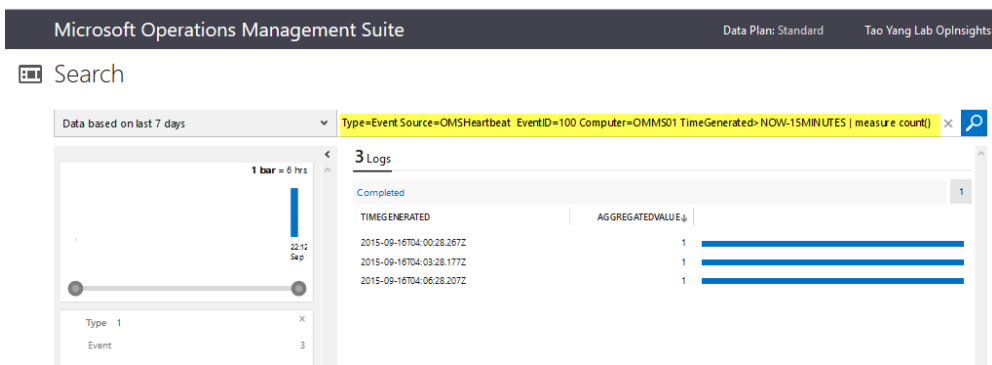 Microsoft Operations Management Suite
Data Plan: Standard
Tao Yang Lab OpInsights
Search
Data based on last 7 days
Type=Event Source=OMSHeartbeat EventID=100 Computer=OMMS01 TimeGenerated>NOW-15MINUTES | measure count()
1 bar = 6 hrs
22:12
Sep
Type 1
Event 3
3 Logs
Completed
1
TIMEGENERATED AGGREGATEDVALUE
2015-09-16T04:00:28.267Z 1
2015-09-16T04:03:28.177Z 1
2015-09-16T04:06:28.207Z 1